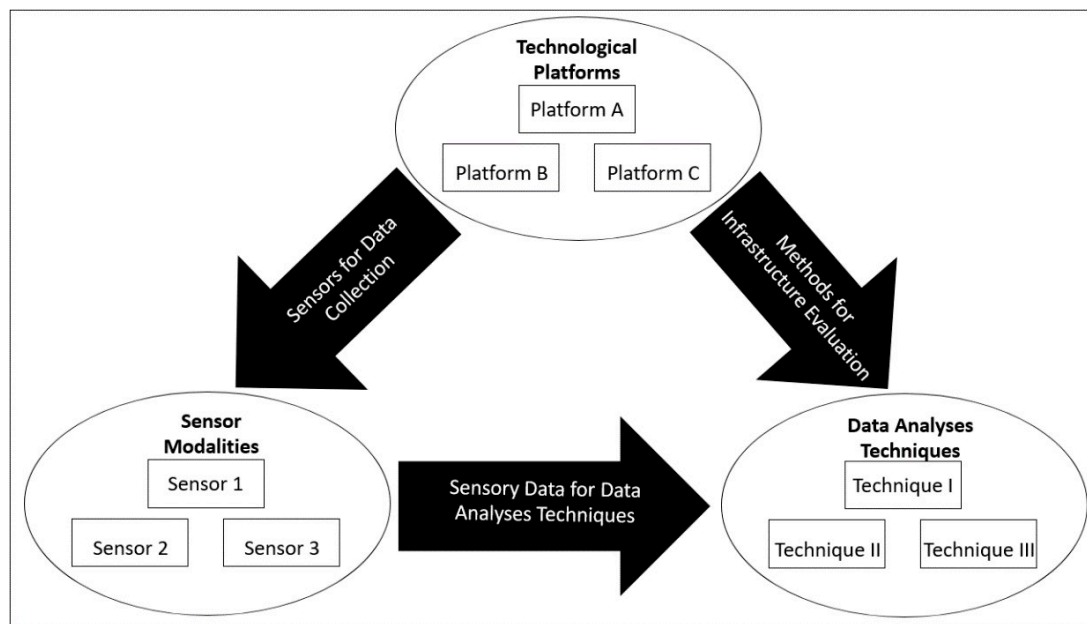 Technological
Platforms
Platform A
Platform B
Platform C
Sensors for Data
Collection
Methods for
Infrastructure Evaluation
Sensor
Modalities
Sensor 1
Sensor 2
Sensor 3
Sensory Data for Data
Analyses Techniques
Data Analyses
Techniques
Technique I
Technique II
Technique III